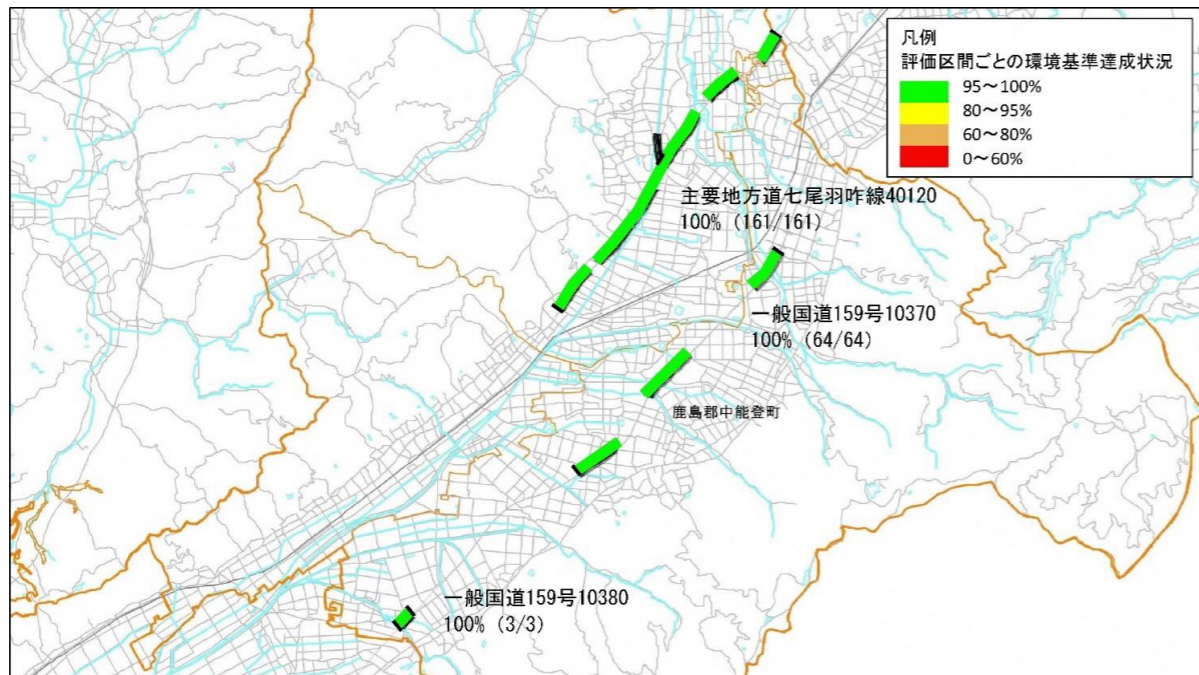 凡例
評価区間ごとの環境基準達成状況
95～100%
80～95%
60～80%
0～60%
主要地方道七尾羽咋線40120
100% (161/161)
一般国道159号10370
100% (64/64)
鹿島郡中能登町
一般国道159号10380
100% (3/3)